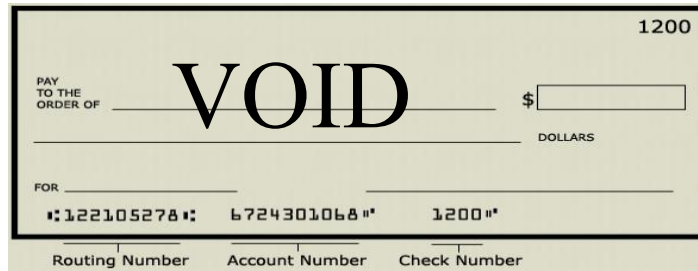 1200
VOID
PAY
TO THE
ORDER OF
$
DOLLARS
FOR
⑆122105278⑆ 6724301068⑈ 1200⑈
Routing Number Account Number Check Number